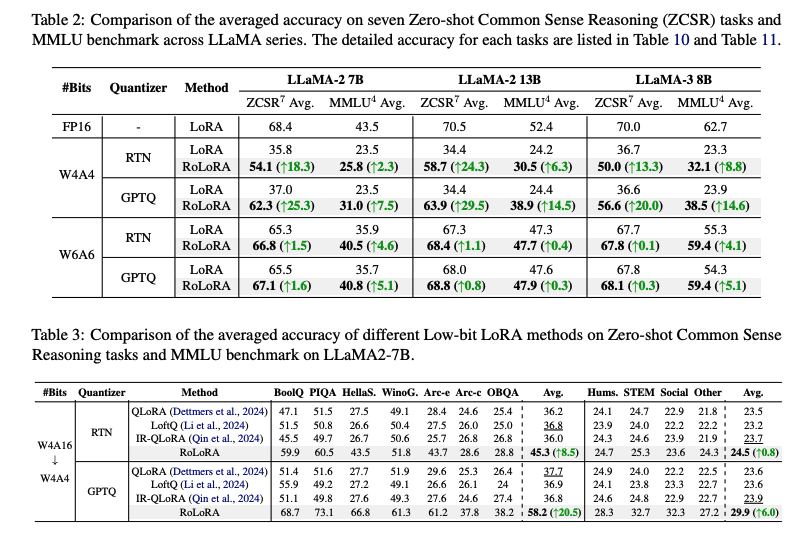 Table 2: Comparison of the averaged accuracy on seven Zero-shot Common Sense Reasoning (ZCSR) tasks and
MMLU benchmark across LLaMA series. The detailed accuracy for each tasks are listed in Table 10 and Table 11.
#Bits Quantizer Method LLaMA-2 7B LLaMA-2 13B LLaMA-3 8B
ZCSR⁷ Avg. MMLU⁴ Avg. ZCSR⁷ Avg. MMLU⁴ Avg. ZCSR⁷ Avg. MMLU⁴ Avg.
FP16 - LoRA 68.4 43.5 70.5 52.4 70.0 62.7
W4A4 RTN LoRA 35.8 23.5 34.4 24.2 36.7 23.3
RoLoRA 54.1 (↑18.3) 25.8 (↑2.3) 58.7 (↑24.3) 30.5 (↑6.3) 50.0 (↑13.3) 32.1 (↑8.8)
GPTQ LoRA 37.0 23.5 34.4 24.4 36.6 23.9
RoLoRA 62.3 (↑25.3) 31.0 (↑7.5) 63.9 (↑29.5) 38.9 (↑14.5) 56.6 (↑20.0) 38.5 (↑14.6)
W6A6 RTN LoRA 65.3 35.9 67.3 47.3 67.7 55.3
RoLoRA 66.8 (↑1.5) 40.5 (↑4.6) 68.4 (↑1.1) 47.7 (↑0.4) 67.8 (↑0.1) 59.4 (↑4.1)
GPTQ LoRA 65.5 35.7 68.0 47.6 67.8 54.3
RoLoRA 67.1 (↑1.6) 40.8 (↑5.1) 68.8 (↑0.8) 47.9 (↑0.3) 68.1 (↑0.3) 59.4 (↑5.1)
Table 3: Comparison of the averaged accuracy of different Low-bit LoRA methods on Zero-shot Common Sense
Reasoning tasks and MMLU benchmark on LLaMA2-7B.
#Bits Quantizer Method BoolQ PIQA HellaS. WinoG. Arc-e Arc-c OBQA Avg. Hums. STEM Social Other Avg.
W4A16 ↓ W4A4 RTN QLoRA (Dettmers et al., 2024) 47.1 51.5 27.5 49.1 28.4 24.6 25.4 36.2 24.1 24.7 22.9 21.8 23.5
LoftQ (Li et al., 2024) 51.5 50.8 26.6 50.4 27.5 26.0 25.0 36.8 23.9 24.0 22.2 22.2 23.2
IR-QLoRA (Qin et al., 2024) 45.5 49.7 26.7 50.6 25.7 26.8 26.8 36.0 24.3 24.6 23.9 21.9 23.7
RoLoRA 59.9 60.5 43.5 51.8 43.7 28.6 28.8 45.3 (↑8.5) 24.7 25.3 23.6 24.3 24.5 (↑0.8)
GPTQ QLoRA (Dettmers et al., 2024) 51.4 51.6 27.7 51.9 29.6 25.3 26.4 37.7 24.9 24.0 22.2 22.5 23.6
LoftQ (Li et al., 2024) 55.9 49.2 27.2 49.1 26.6 26.1 24 36.9 24.1 23.8 23.3 22.7 23.6
IR-QLoRA (Qin et al., 2024) 51.1 49.8 27.6 49.3 27.6 24.6 27.4 36.8 24.6 24.8 22.9 22.7 23.9
RoLoRA 68.7 73.1 66.8 61.3 61.2 37.8 38.2 58.2 (↑20.5) 28.3 32.7 32.3 27.2 29.9 (↑6.0)